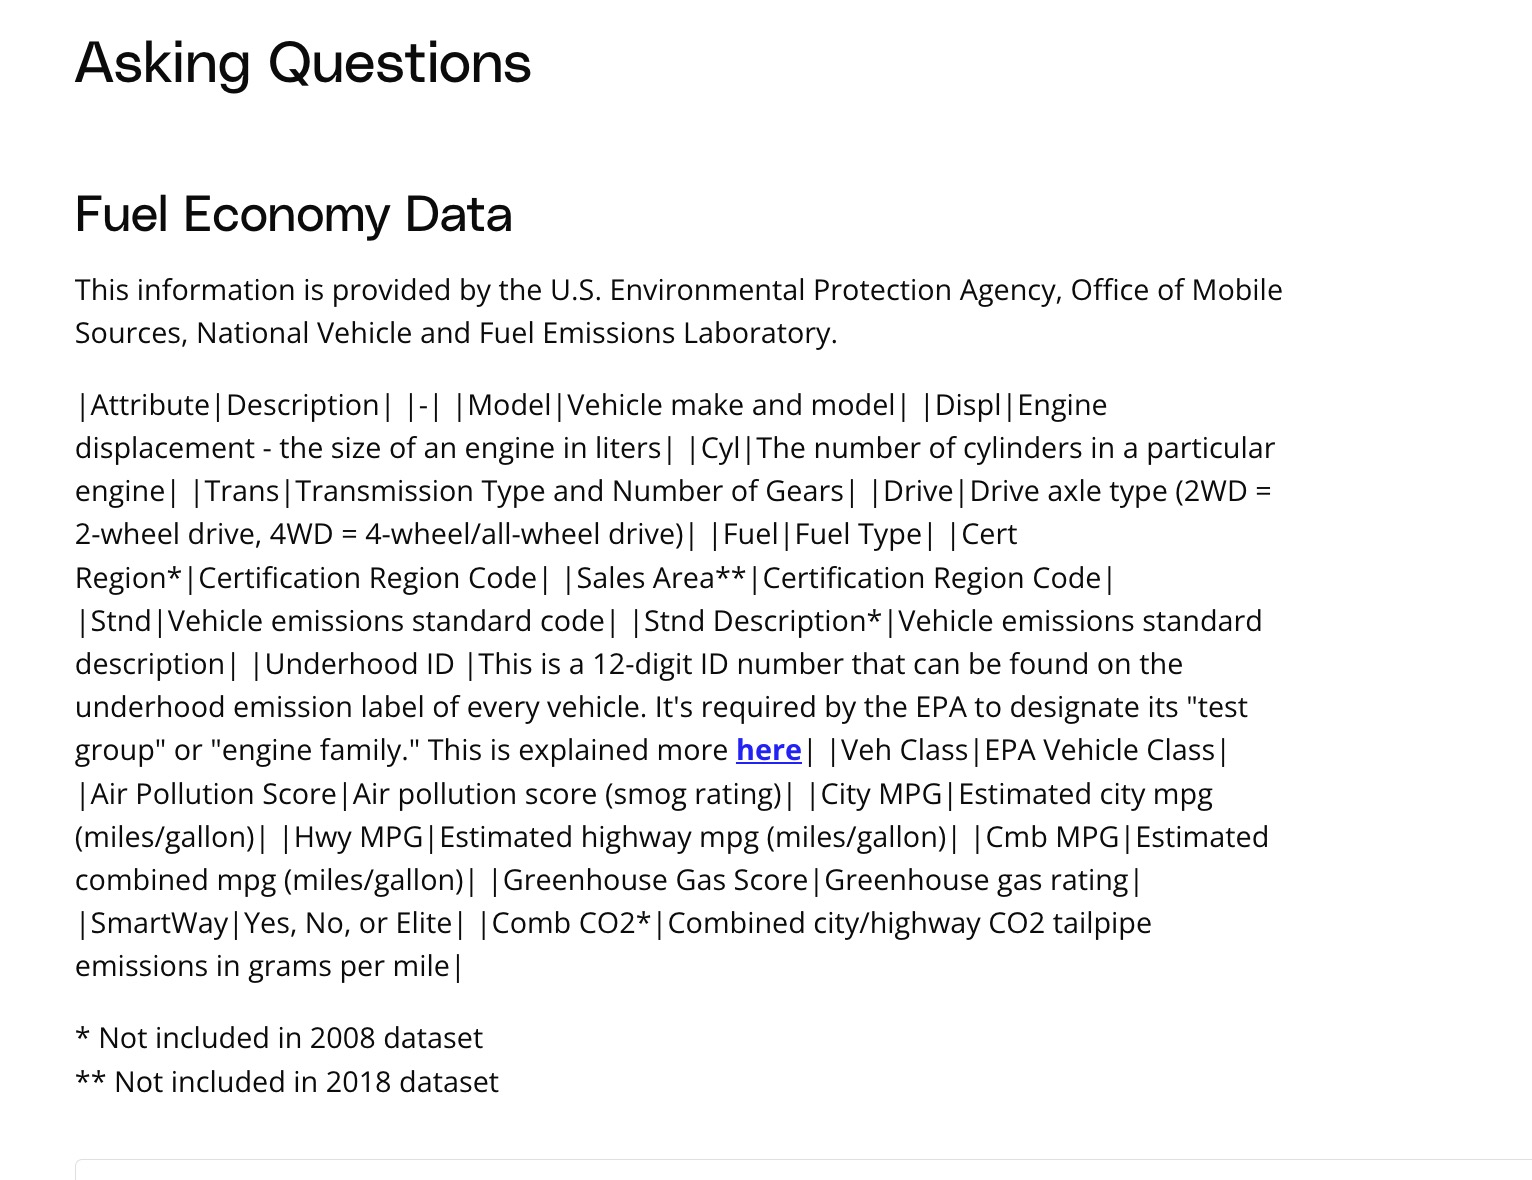 Asking Questions
Fuel Economy Data
This information is provided by the U.S. Environmental Protection Agency, Office of Mobile
Sources, National Vehicle and Fuel Emissions Laboratory.
|Attribute|Description| |-| |Model|Vehicle make and model| |Displ|Engine
displacement - the size of an engine in liters| |Cyl|The number of cylinders in a particular
engine| |Trans|Transmission Type and Number of Gears| |Drive|Drive axle type (2WD =
2-wheel drive, 4WD = 4-wheel/all-wheel drive)| |Fuel|Fuel Type| |Cert
Region*|Certification Region Code| |Sales Area**|Certification Region Code|
|Stnd|Vehicle emissions standard code| |Stnd Description*|Vehicle emissions standard
description| |Underhood ID |This is a 12-digit ID number that can be found on the
underhood emission label of every vehicle. It's required by the EPA to designate its "test
group" or "engine family." This is explained more here| |Veh Class|EPA Vehicle Class|
|Air Pollution Score|Air pollution score (smog rating)| |City MPG|Estimated city mpg
(miles/gallon)| |Hwy MPG|Estimated highway mpg (miles/gallon)| |Cmb MPG|Estimated
combined mpg (miles/gallon)| |Greenhouse Gas Score|Greenhouse gas rating|
|SmartWay|Yes, No, or Elite| |Comb CO2*|Combined city/highway CO2 tailpipe
emissions in grams per mile|
* Not included in 2008 dataset
** Not included in 2018 dataset